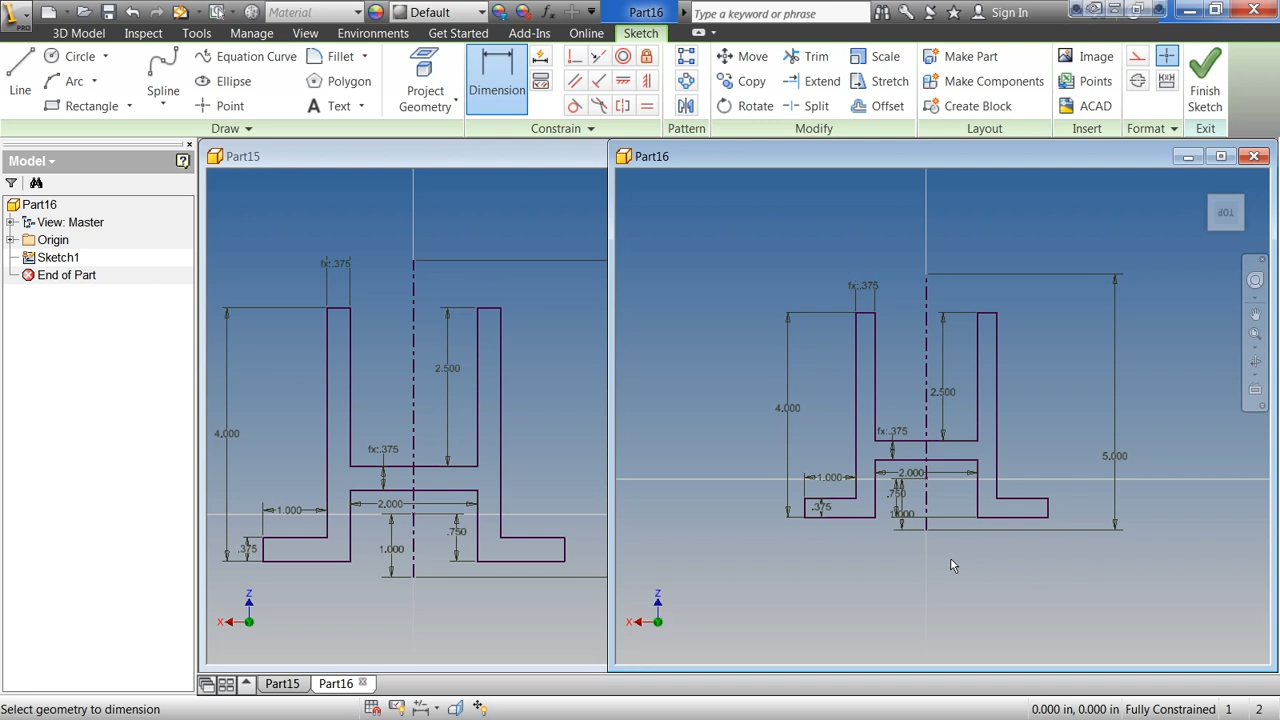 PRO
Material
Default
fx
Part16
Type a keyword or phrase
Sign In
3D Model Inspect Tools Manage View Environments Get Started Add-Ins Online Sketch
Line
Circle
Arc
Rectangle
Spline
Equation Curve
Ellipse
Point
Fillet
Polygon
Text
Draw
Project Geometry
Dimension
Constrain
Pattern
Move Trim Scale
Copy Extend Stretch
Rotate Split Offset
Modify
Make Part
Make Components
Create Block
Layout
Image
Points
ACAD
Insert
Format
Finish Sketch
Exit
Model
Part16
View: Master
Origin
Sketch1
End of Part
Part15
fx:.375
2.500
4.000
fx:.375
1.000
2.000
.375
1.000
.750
Z
X
Part16
TOP
fx:.375
4.000
2.500
fx:.375
5.000
1.000
2.000
.750
.375
1.000
Z
X
Part15
Part16
Select geometry to dimension
0.000 in, 0.000 in Fully Constrained 1 2